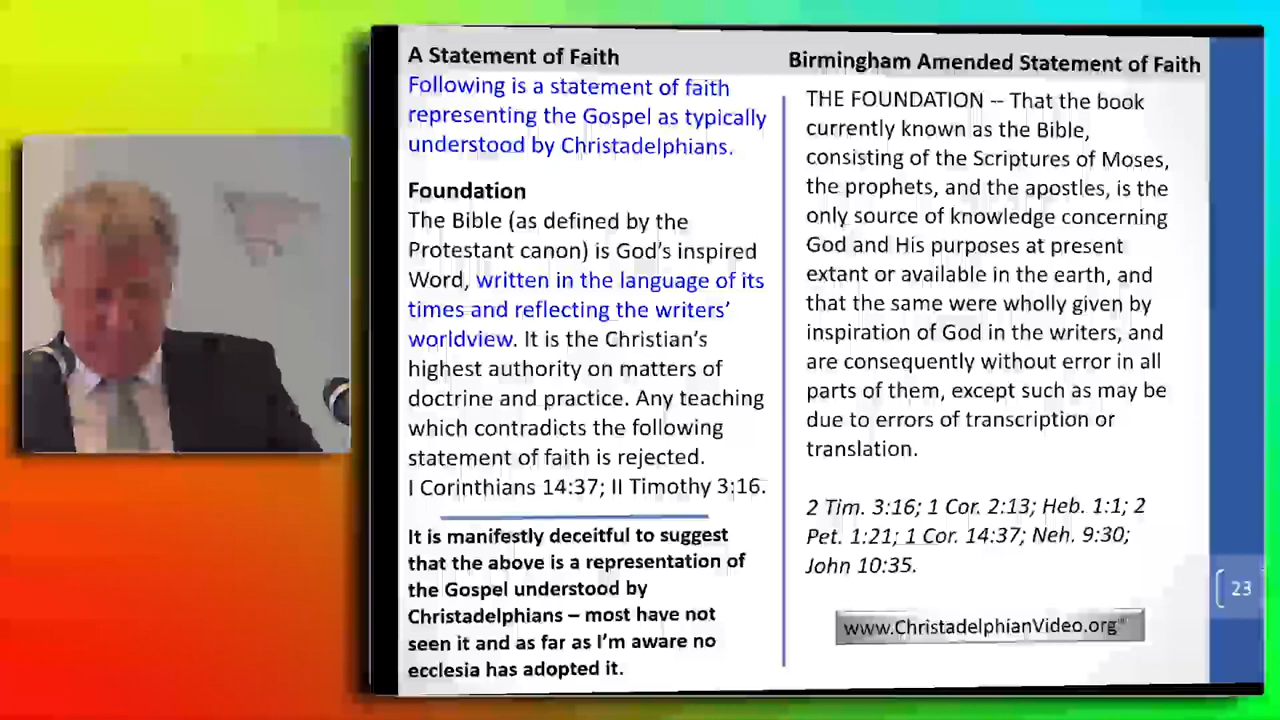 A Statement of Faith
Following is a statement of faith
representing the Gospel as typically
understood by Christadelphians.
Foundation
The Bible (as defined by the
Protestant canon) is God's inspired
Word, written in the language of its
times and reflecting the writers'
worldview. It is the Christian's
highest authority on matters of
doctrine and practice. Any teaching
which contradicts the following
statement of faith is rejected.
I Corinthians 14:37; II Timothy 3:16.
It is manifestly deceitful to suggest
that the above is a representation of
the Gospel understood by
Christadelphians – most have not
seen it and as far as I'm aware no
ecclesia has adopted it.
Birmingham Amended Statement of Faith
THE FOUNDATION -- That the book
currently known as the Bible,
consisting of the Scriptures of Moses,
the prophets, and the apostles, is the
only source of knowledge concerning
God and His purposes at present
extant or available in the earth, and
that the same were wholly given by
inspiration of God in the writers, and
are consequently without error in all
parts of them, except such as may be
due to errors of transcription or
translation.
2 Tim. 3:16; 1 Cor. 2:13; Heb. 1:1; 2
Pet. 1:21; 1 Cor. 14:37; Neh. 9:30;
John 10:35.
www.ChristadelphianVideo.org
23